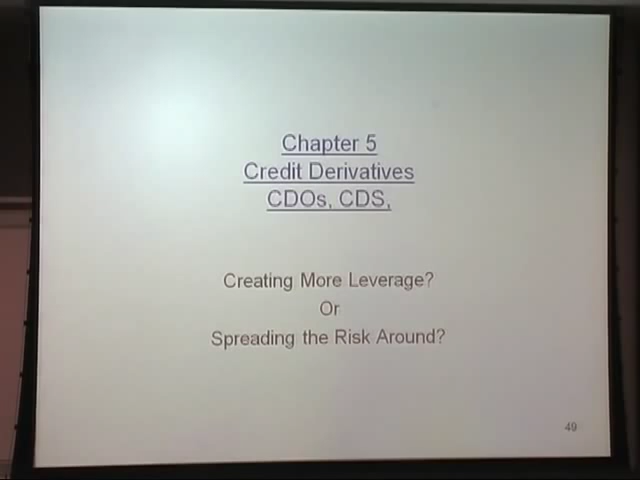 Chapter 5
Credit Derivatives
CDOs, CDS,
Creating More Leverage?
Or
Spreading the Risk Around?
49